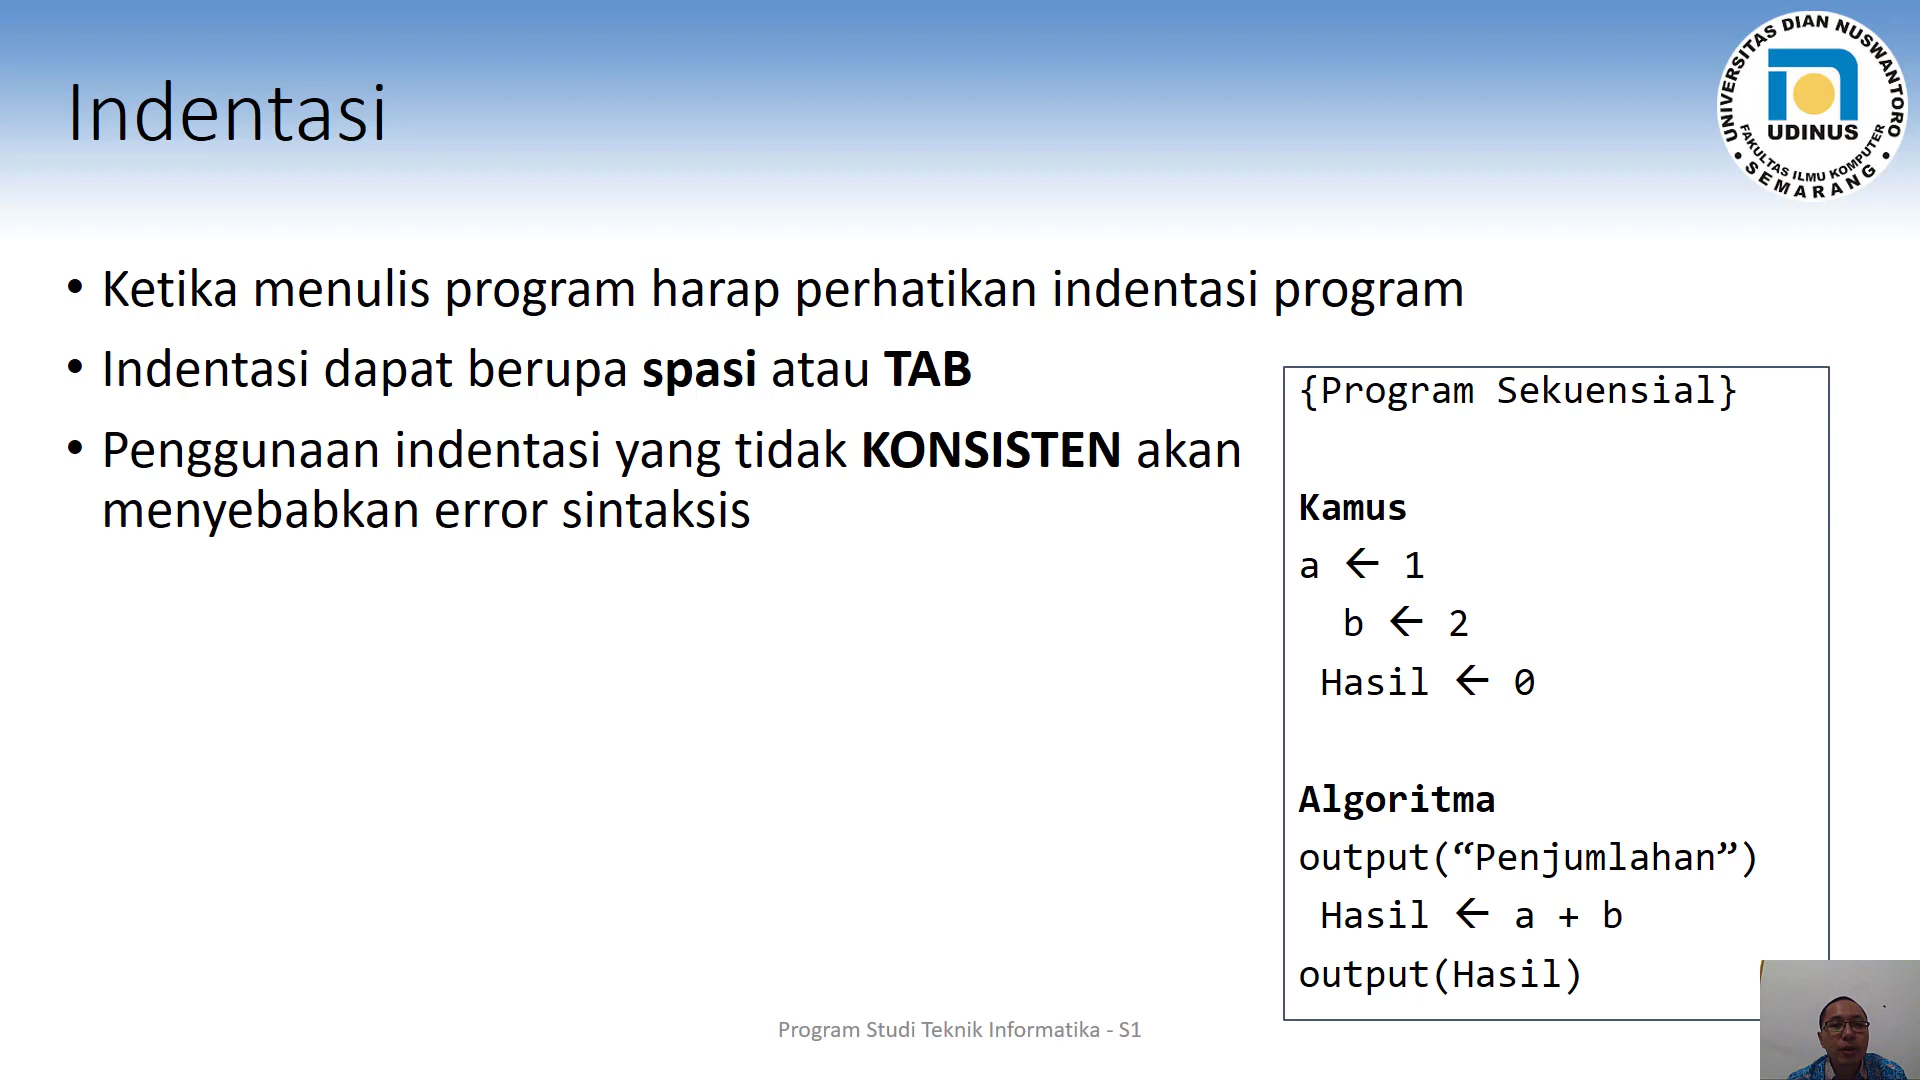 Indentasi
UNIVERSITAS DIAN NUSWANTORO
UDINUS
FAKULTAS ILMU KOMPUTER
• SEMARANG •
• Ketika menulis program harap perhatikan indentasi program
• Indentasi dapat berupa spasi atau TAB
• Penggunaan indentasi yang tidak KONSISTEN akan
menyebabkan error sintaksis
{Program Sekuensial}
Kamus
a ← 1
  b ← 2
 Hasil ← 0
Algoritma
output(“Penjumlahan”)
 Hasil ← a + b
output(Hasil)
Program Studi Teknik Informatika - S1